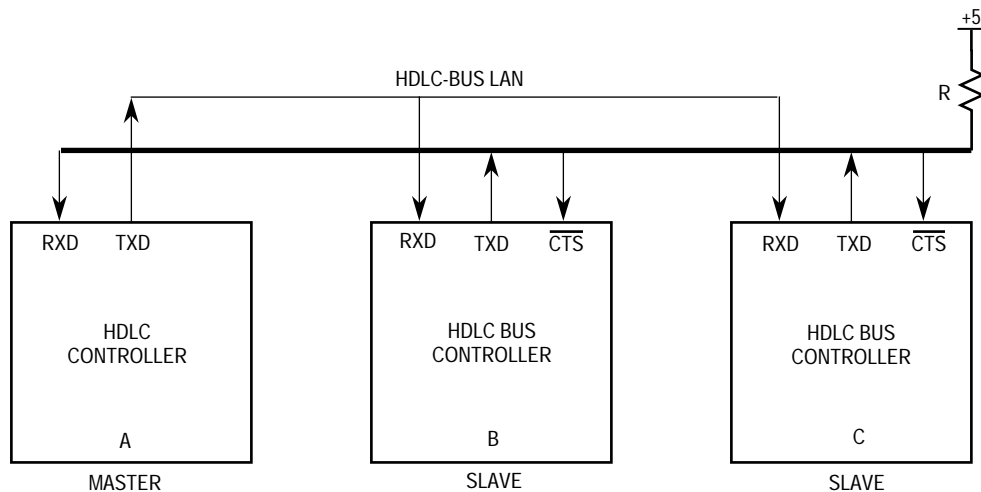 +5
HDLC-BUS LAN
R
RXD TXD
RXD TXD CTS
RXD TXD CTS
HDLC
CONTROLLER
A
MASTER
HDLC BUS
CONTROLLER
B
SLAVE
HDLC BUS
CONTROLLER
C
SLAVE